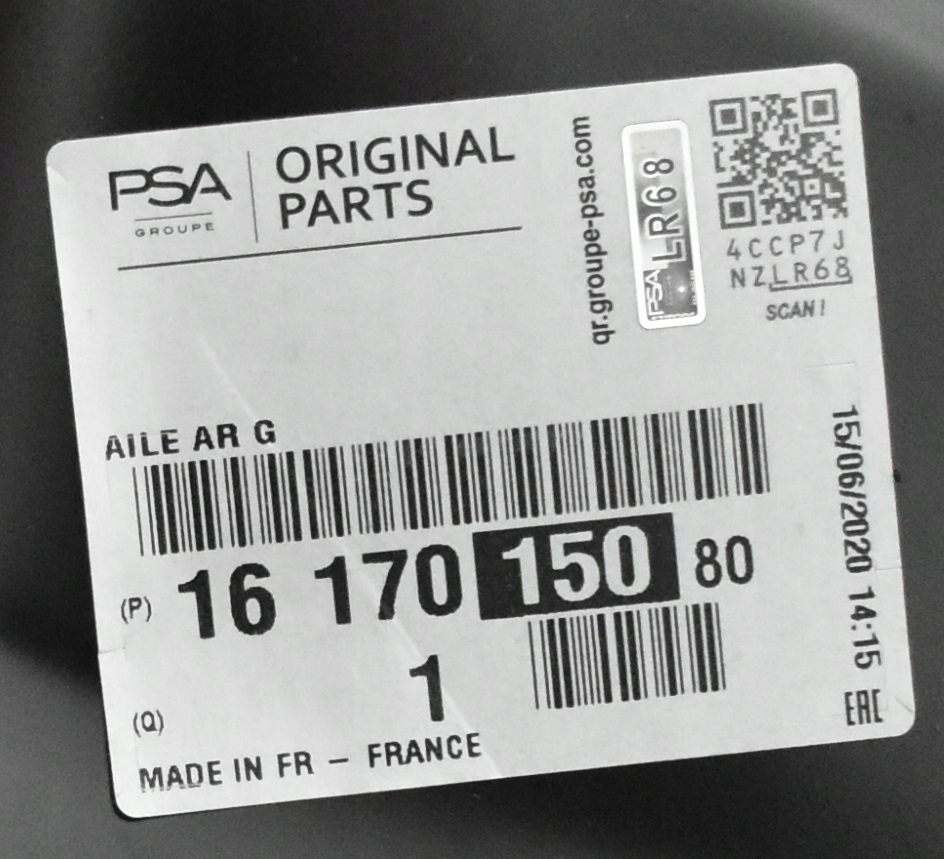 PSA
GROUPE
ORIGINAL
PARTS
qr.groupe-psa.com
LR68
PSA
4CCP7J
NZLR68
SCAN!
AILE AR G
(P) 16 170 150 80
(Q) 1
MADE IN FR - FRANCE
15/06/2020 14:15
EAC